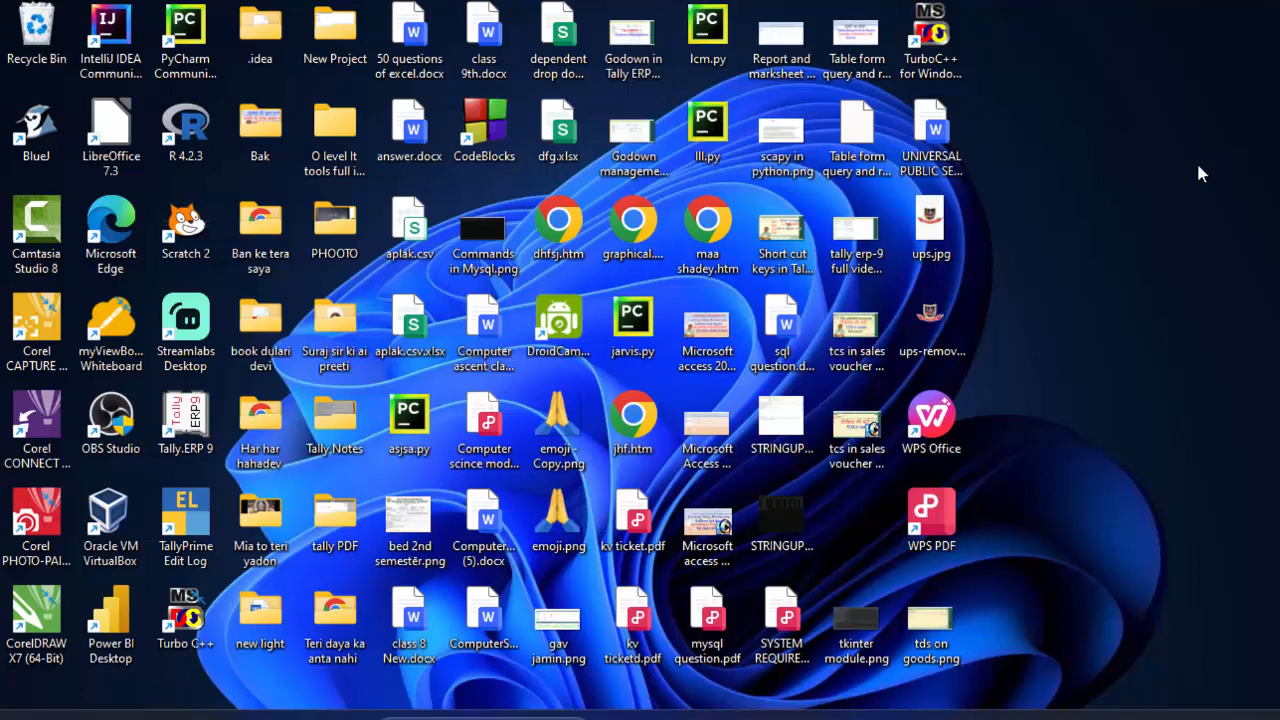 Recycle Bin
IntelliJ IDEA
Communi...
PyCharm
Communi...
.idea
New Project
50 questions
of excel.docx
class
9th.docx
dependent
drop do...
Godown in
Tally ERP...
lcm.py
Report and
marksheet ...
Table form
query and r...
TurboC++
for Windo...
BlueJ
LibreOffice
7.3
R 4.2.3
Bak
O level It
tools full i...
answer.docx
CodeBlocks
dfg.xlsx
Godown
manageme...
lll.py
scapy in
python.png
Table form
query and r...
UNIVERSAL
PUBLIC SE...
Camtasia
Studio 8
Microsoft
Edge
Scratch 2
Ban ke tera
saya
PHOOTO
aplak.csv
Commands
in Mysql.png
dhfsj.htm
graphical....
maa
shadey.htm
Short cut
keys in Tal...
tally erp-9
full vide...
ups.jpg
Corel
CAPTURE ...
myViewBo...
Whiteboard
Streamlabs
Desktop
book dulari
devi
Suraj sir ki ai
preeti
aplak.csv.xlsx
Computer
ascent cla...
DroidCam...
jarvis.py
Microsoft
access 20...
sql
question.d...
tcs in sales
voucher ...
ups-remov...
Corel
CONNECT ...
OBS Studio
Tally.ERP 9
Har har
hahadev
Tally Notes
asjsa.py
Computer
scince mod...
emoji -
Copy.png
jhf.htm
Microsoft
Access ...
STRINGUP...
tcs in sales
voucher ...
WPS Office
Corel
PHOTO-PAI...
Oracle VM
VirtualBox
TallyPrime
Edit Log
Mia to teri
yadon
tally PDF
bed 2nd
semester.png
Computer...
(5).docx
emoji.png
kv ticket.pdf
Microsoft
access ...
STRINGUP...
WPS PDF
CorelDRAW
X7 (64-Bit)
Power BI
Desktop
Turbo C++
new light
Teri daya ka
anta nahi
class 8
New.docx
ComputerS...
gav
jamin.png
kv
ticketd.pdf
mysql
question.pdf
SYSTEM
REQUIRE...
tkinter
module.png
tds on
goods.png